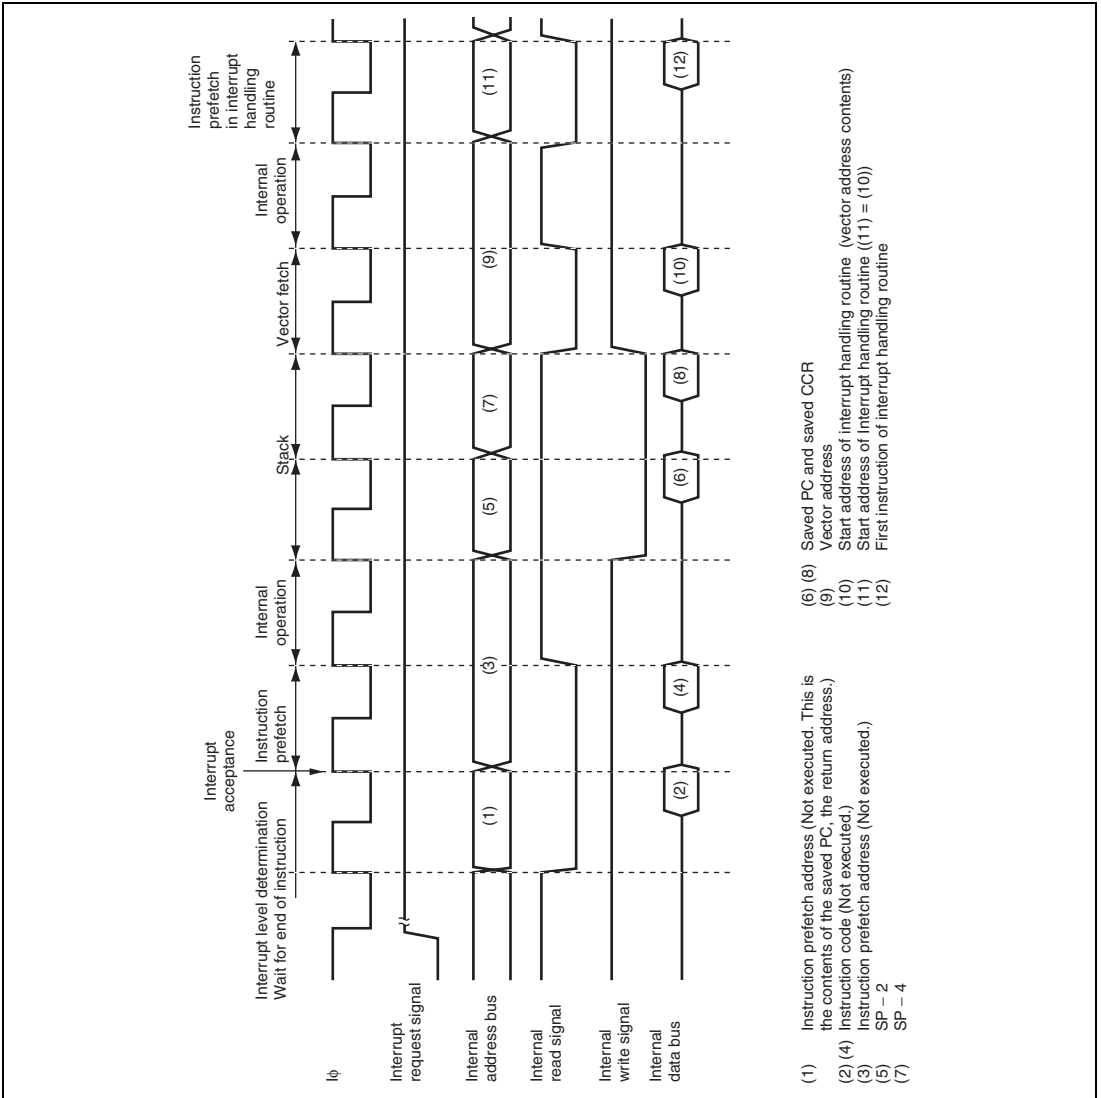 Interrupt
acceptance
Interrupt level determination
Wait for end of instruction
Instruction
prefetch
Internal
operation
Stack
Vector fetch
Internal
operation
Instruction
prefetch
in interrupt
handling
routine
Iϕ
Interrupt
request signal
Internal
address bus
(1)
(3)
(5)
(7)
(9)
(11)
Internal
read signal
Internal
write signal
Internal
data bus
(2)
(4)
(6)
(8)
(10)
(12)
(1) Instruction prefetch address (Not executed. This is
the contents of the saved PC, the return address.)
(2) (4) Instruction code (Not executed.)
(3) Instruction prefetch address (Not executed.)
(5) SP – 2
(7) SP – 4
(6) (8) Saved PC and saved CCR
(9) Vector address
(10) Start address of interrupt handling routine (vector address contents)
(11) Start address of Interrupt handling routine ((11) = (10))
(12) First instruction of interrupt handling routine